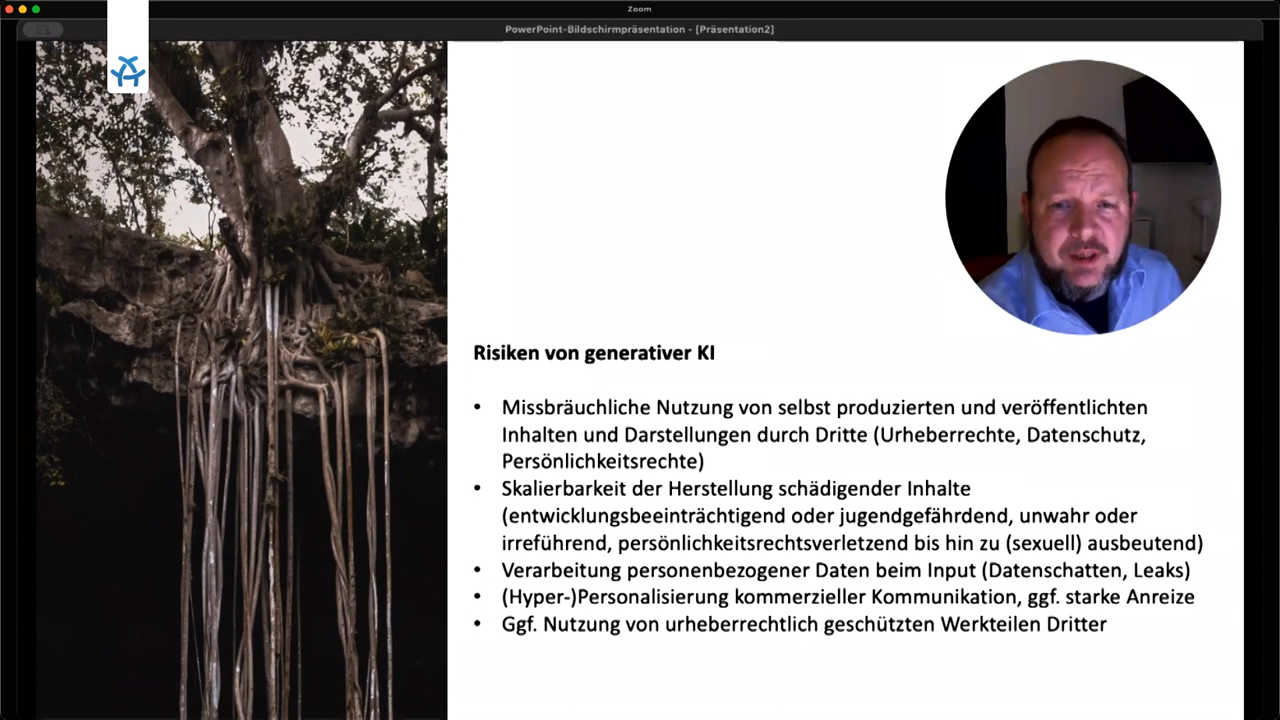 Zoom
PowerPoint-Bildschirmpräsentation - [Präsentation2]
Risiken von generativer KI
• Missbräuchliche Nutzung von selbst produzierten und veröffentlichten
Inhalten und Darstellungen durch Dritte (Urheberrechte, Datenschutz,
Persönlichkeitsrechte)
• Skalierbarkeit der Herstellung schädigender Inhalte
(entwicklungsbeeinträchtigend oder jugendgefährdend, unwahr oder
irreführend, persönlichkeitsrechtsverletzend bis hin zu (sexuell) ausbeutend)
• Verarbeitung personenbezogener Daten beim Input (Datenschatten, Leaks)
• (Hyper-)Personalisierung kommerzieller Kommunikation, ggf. starke Anreize
• Ggf. Nutzung von urheberrechtlich geschützten Werkteilen Dritter